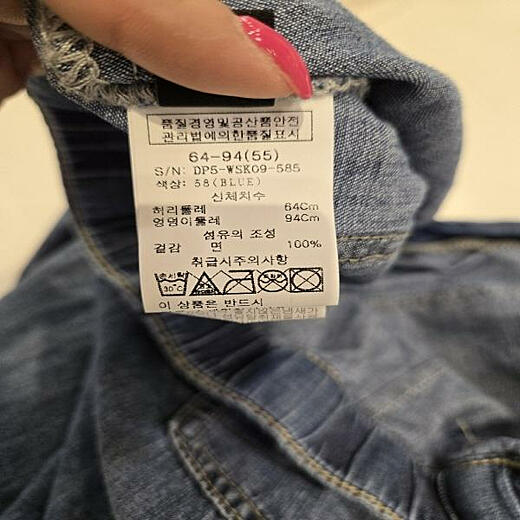 품질경영및공산품안전
관리법에의한품질표시
64-94(55)
S/N: DP5-WSK09-585
색상: 58(BLUE)
신체치수
허리둘레 64Cm
엉덩이둘레 94Cm
섬유의 조성
겉감 면 100%
취급시주의사항
30℃
이 상품은 반드시